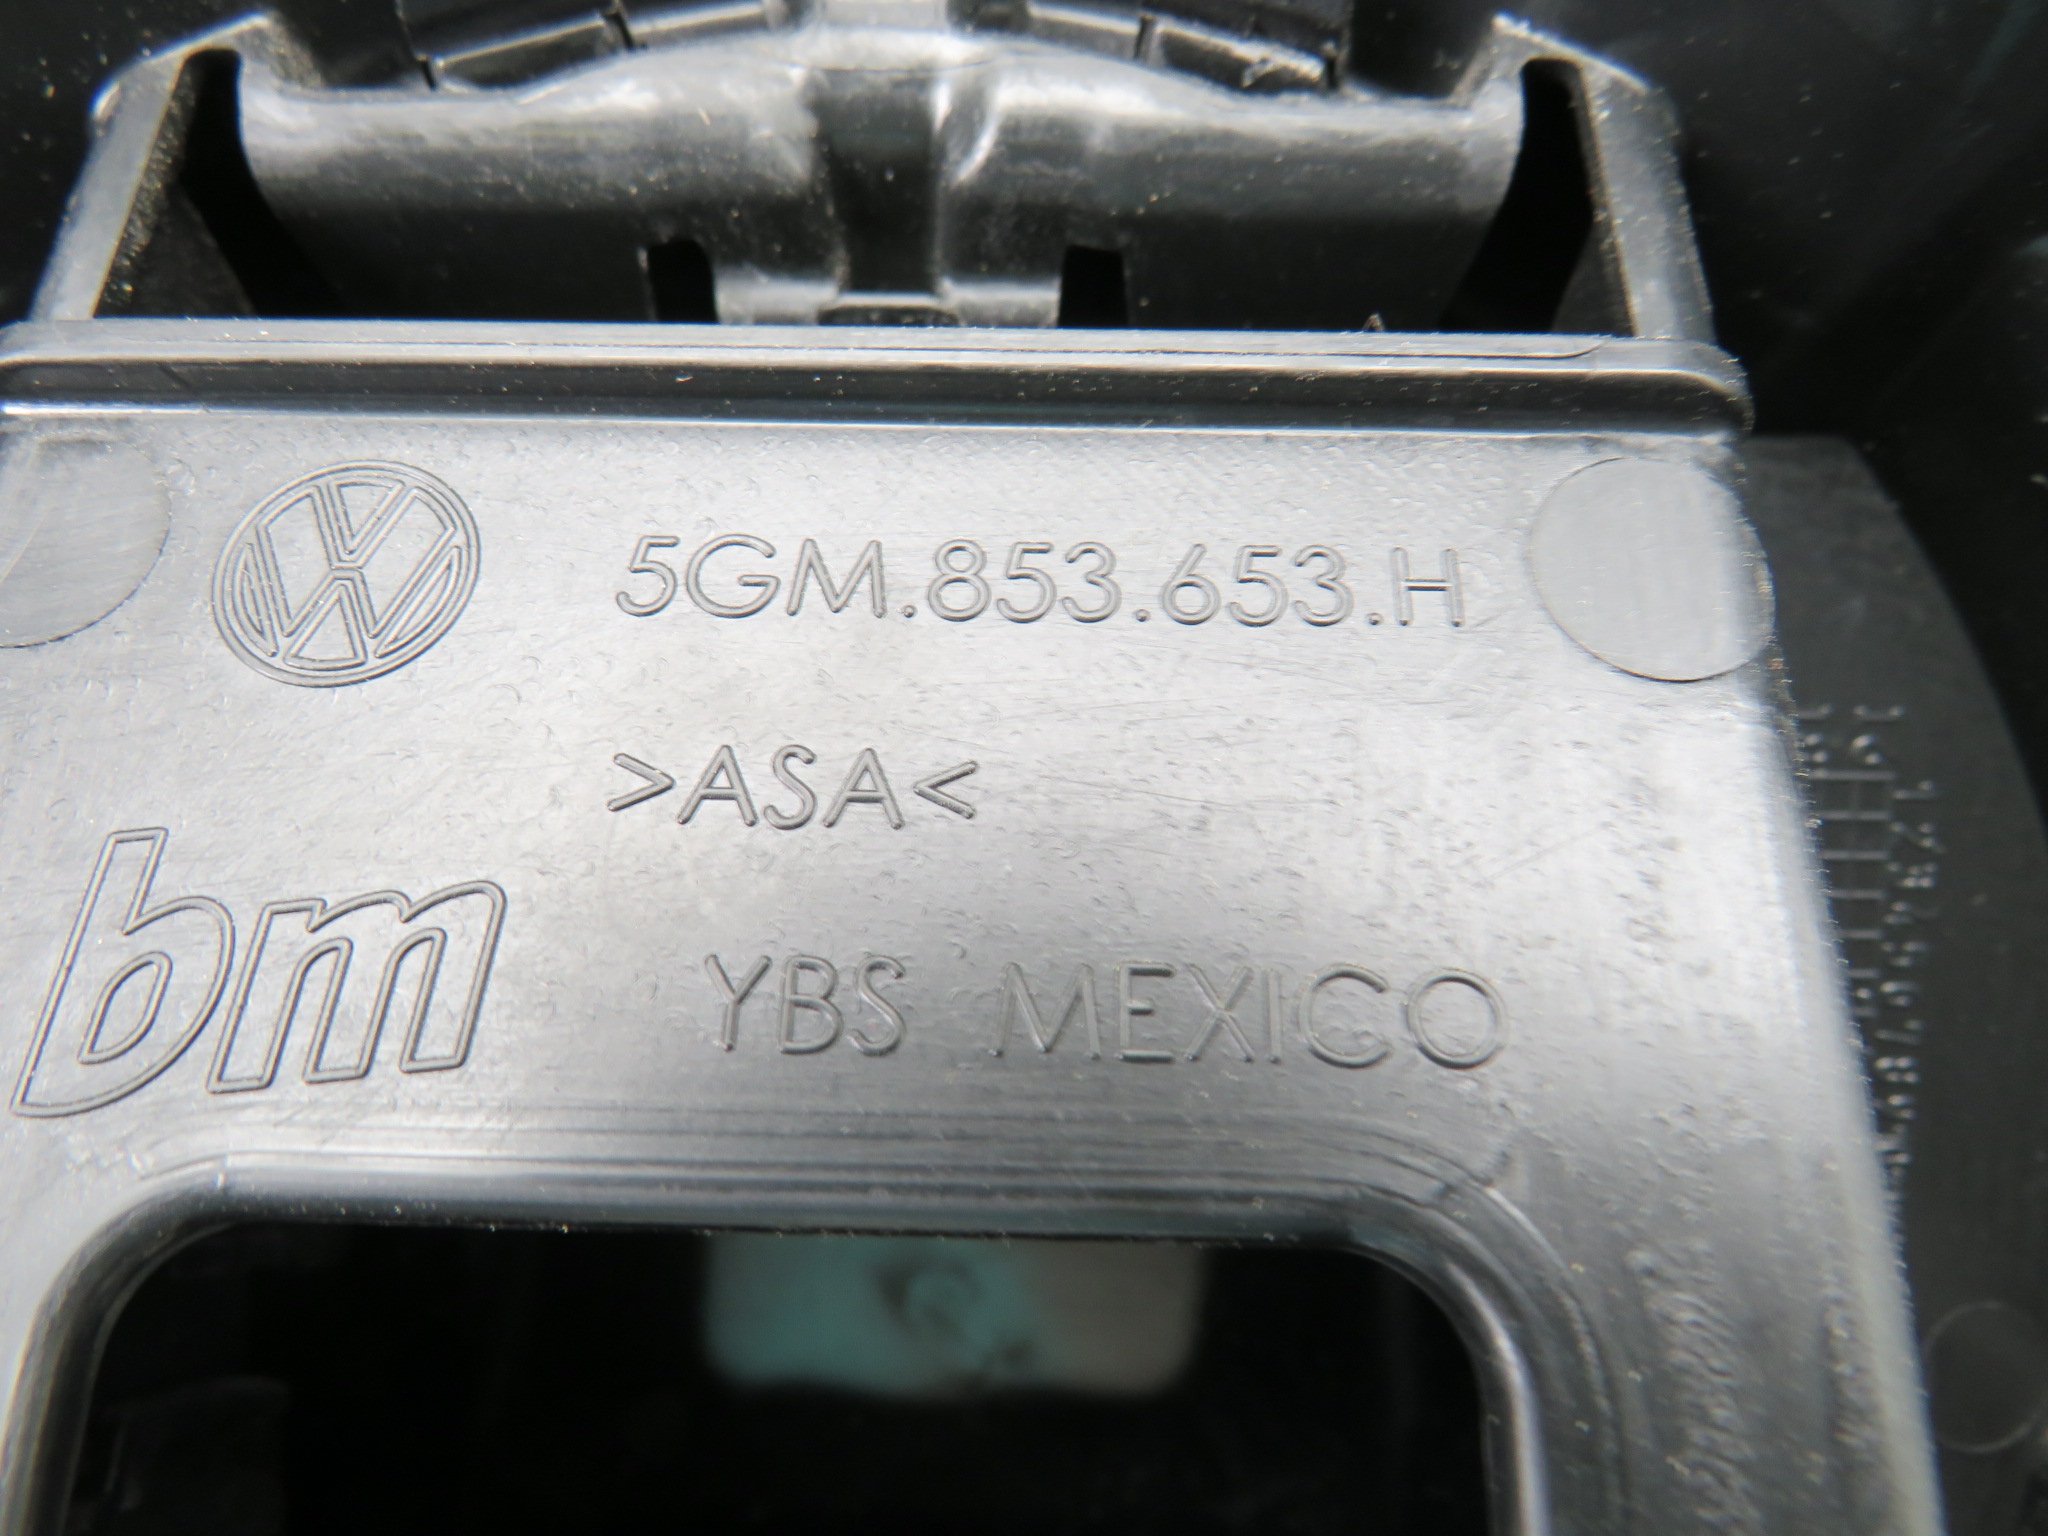 5GM.853.653.H
>ASA<
bm
YBS MEXICO